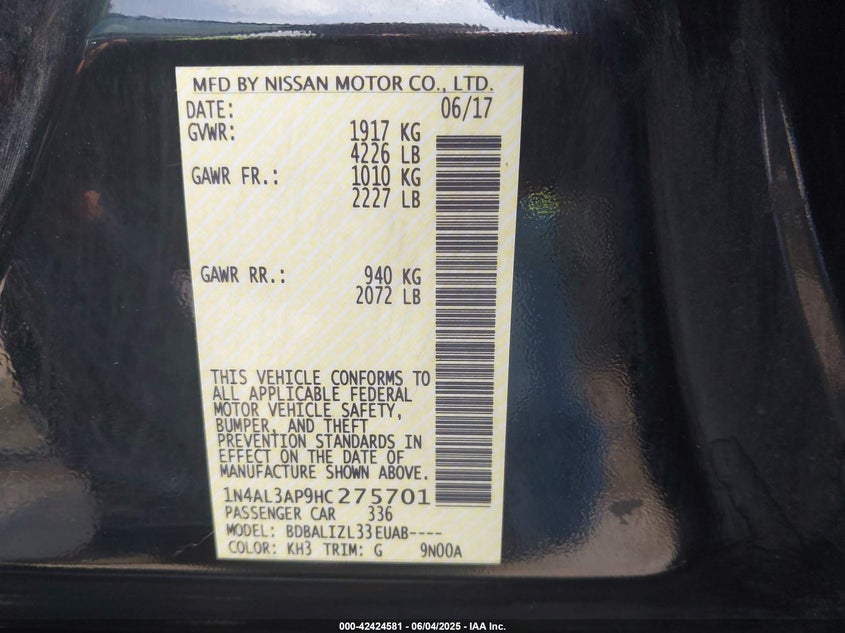 MFD BY NISSAN MOTOR CO., LTD.
DATE: 06/17
GVWR: 1917 KG
4226 LB
GAWR FR.: 1010 KG
2227 LB
GAWR RR.: 940 KG
2072 LB
THIS VEHICLE CONFORMS TO
ALL APPLICABLE FEDERAL
MOTOR VEHICLE SAFETY,
BUMPER, AND THEFT
PREVENTION STANDARDS IN
EFFECT ON THE DATE OF
MANUFACTURE SHOWN ABOVE.
1N4AL3AP9HC275701
PASSENGER CAR 336
MODEL: BDBALIZL33EUAB----
COLOR: KH3 TRIM: G 9N00A
000-42424581 - 06/04/2025 - IAA Inc.